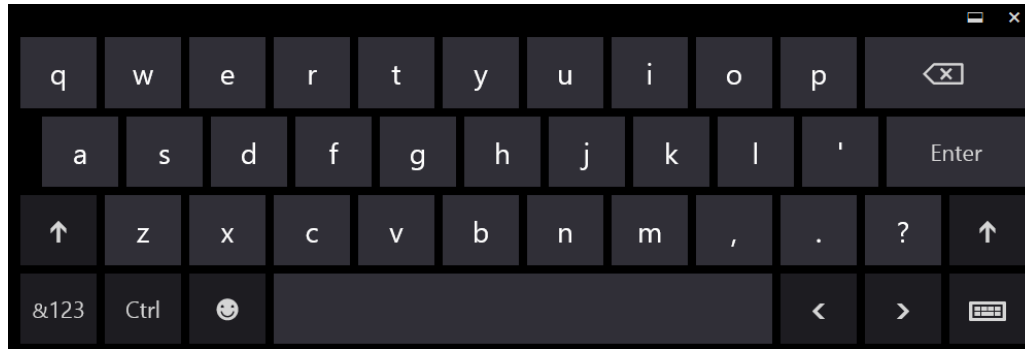 q w e r t y u i o p
a s d f g h j k l ' Enter
z x c v b n m , . ?
&123 Ctrl < >